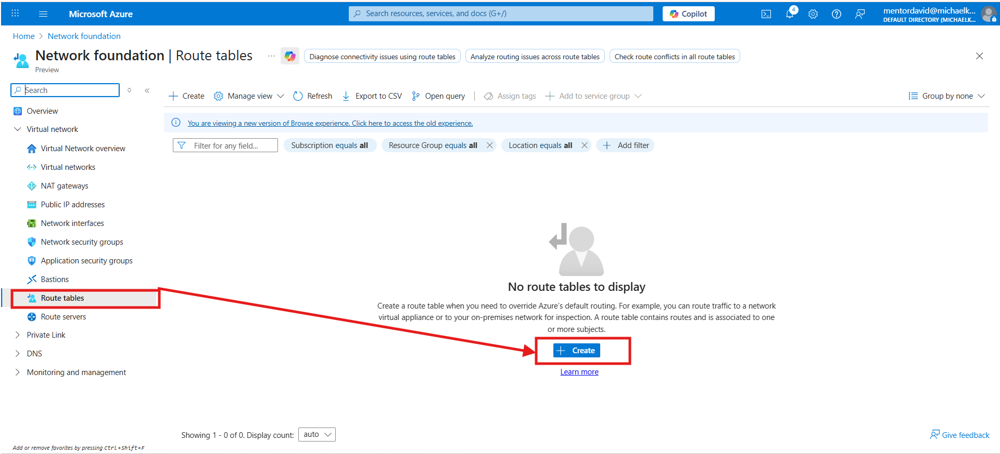 Microsoft Azure
Search resources, services, and docs (G+/)
Copilot
4
mentordavid@michaelk...
DEFAULT DIRECTORY (MICHAELK...
Home > Network foundation
Network foundation | Route tables
...
Preview
Diagnose connectivity issues using route tables
Analyze routing issues across route tables
Check route conflicts in all route tables
Search
Overview
Virtual network
Virtual Network overview
Virtual networks
NAT gateways
Public IP addresses
Network interfaces
Network security groups
Application security groups
Bastions
Route tables
Route servers
Private Link
DNS
Monitoring and management
Add or remove favorites by pressing Ctrl+Shift+F
Create
Manage view
Refresh
Export to CSV
Open query
Assign tags
Add to service group
Group by none
You are viewing a new version of Browse experience. Click here to access the old experience.
Filter for any field...
Subscription equals all
Resource Group equals all
Location equals all
Add filter
No route tables to display
Create a route table when you need to override Azure's default routing. For example, you can route traffic to a network
virtual appliance or to your on-premises network for inspection. A route table contains routes and is associated to one
or more subjects.
Create
Learn more
Showing 1 - 0 of 0. Display count:
auto
Give feedback